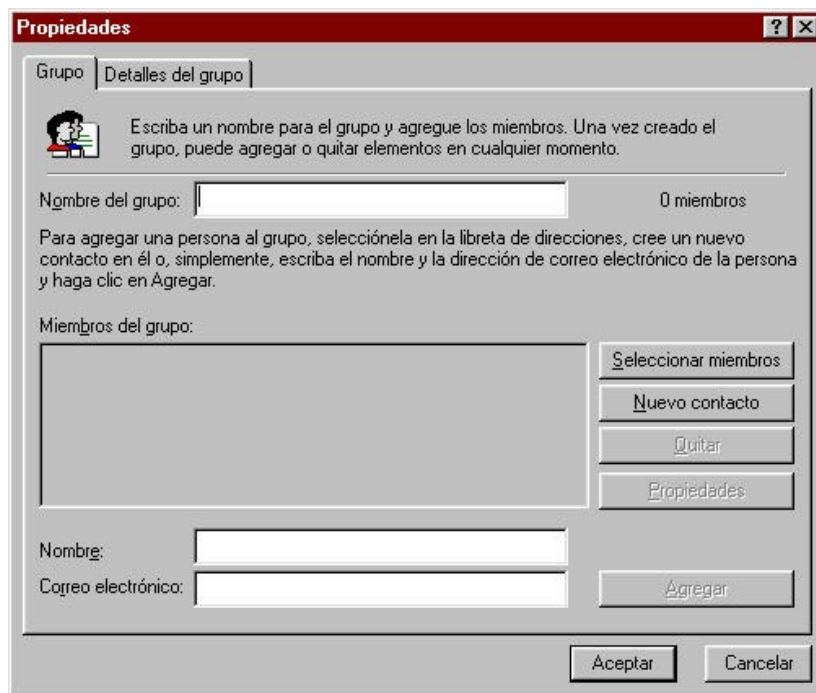 Propiedades
Grupo
Detalles del grupo
Escriba un nombre para el grupo y agregue los miembros. Una vez creado el
grupo, puede agregar o quitar elementos en cualquier momento.
Nombre del grupo:
0 miembros
Para agregar una persona al grupo, selecciónela en la libreta de direcciones, cree un nuevo
contacto en él o, simplemente, escriba el nombre y la dirección de correo electrónico de la persona
y haga clic en Agregar.
Miembros del grupo:
Seleccionar miembros
Nuevo contacto
Quitar
Propiedades
Nombre:
Correo electrónico:
Agregar
Aceptar
Cancelar